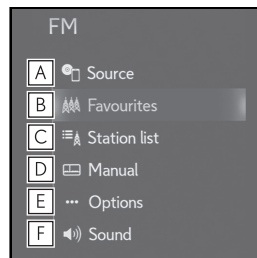 FM
A Source
B Favourites
C Station list
D Manual
E Options
F Sound